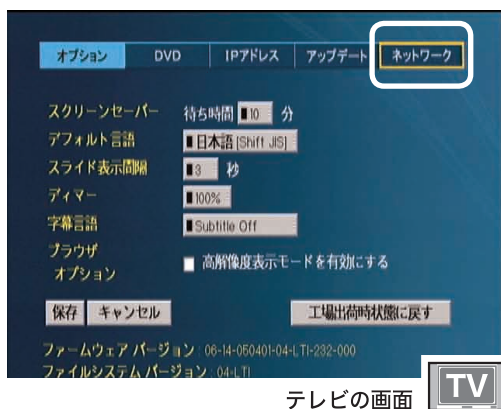 オプション DVD IPアドレス アップデート ネットワーク
スクリーンセーバー 待ち時間 10 分
デフォルト言語 日本語 [Shift JIS]
スライド表示間隔 3 秒
ディマー 100%
字幕言語 Subtitle Off
ブラウザ
オプション 高解像度表示モードを有効にする
保存 キャンセル 工場出荷時状態に戻す
ファームウェア バージョン : 06-14-050401-04-LTI-232-000
ファイルシステム バージョン : 04-LTI
テレビの画面 TV